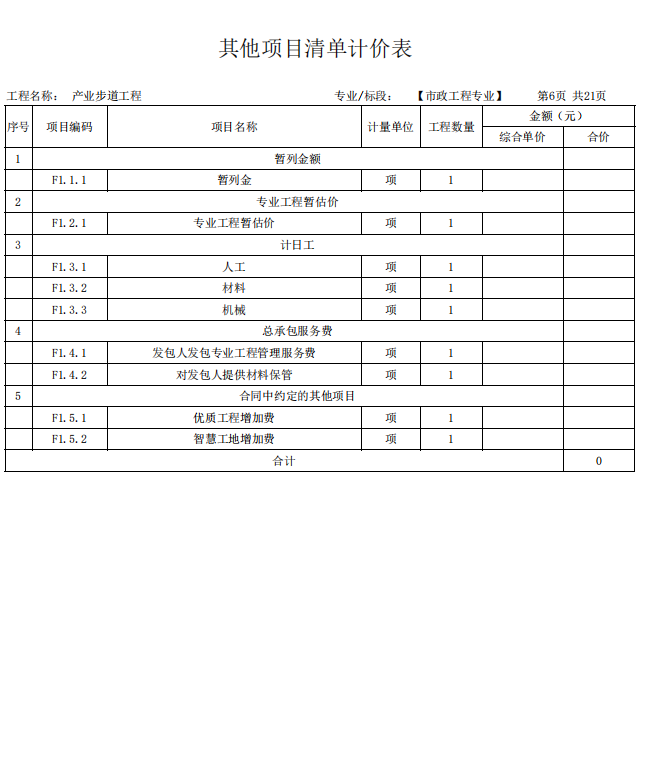 其他项目清单计价表
工程名称： 产业步道工程 专业/标段： 【市政工程专业】 第6页 共21页
序号 项目编码 项目名称 计量单位 工程数量 金额（元）
综合单价 合价
1 暂列金额
F1.1.1 暂列金 项 1
2 专业工程暂估价
F1.2.1 专业工程暂估价 项 1
3 计日工
F1.3.1 人工 项 1
F1.3.2 材料 项 1
F1.3.3 机械 项 1
4 总承包服务费
F1.4.1 发包人发包专业工程管理服务费 项 1
F1.4.2 对发包人提供材料保管 项 1
5 合同中约定的其他项目
F1.5.1 优质工程增加费 项 1
F1.5.2 智慧工地增加费 项 1
合计 0